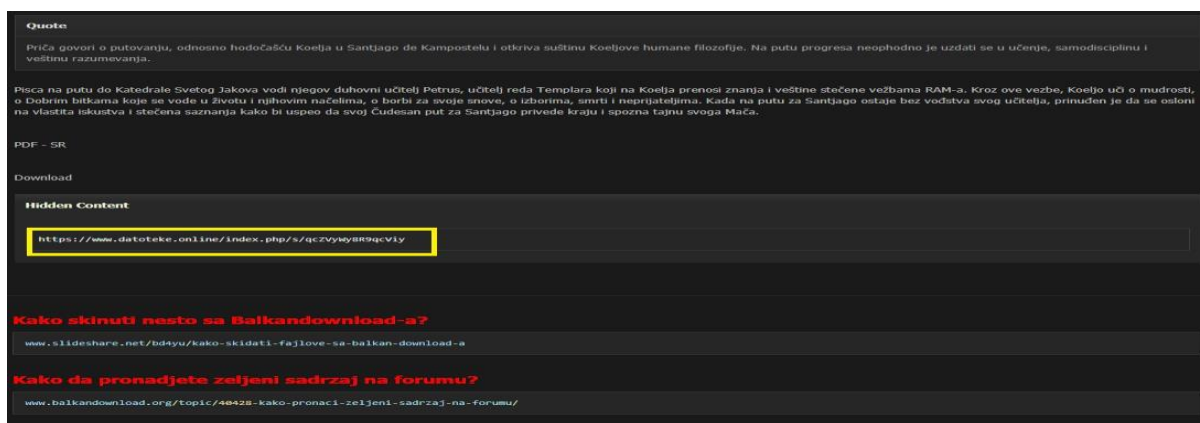 Quote
Priča govori o putovanju, odnosno hodočašću Koelja u Santjago de Kampostelu i otkriva suštinu Koeljove humane filozofije. Na putu progresa neophodno je uzdati se u učenje, samodisciplinu i
veštinu razumevanja.
Pisca na putu do Katedrale Svetog Jakova vodi njegov duhovni učitelj Petrus, učitelj reda Templara koji na Koelja prenosi znanja i veštine stečene vežbama RAM-a. Kroz ove vezbe, Koeljo uči o mudrosti,
o Dobrim bitkama koje se vode u životu i njihovim načelima, o borbi za svoje snove, o izborima, smrti i neprijateljima. Kada na putu za Santjago ostaje bez vođstva svog učitelja, prinuđen je da se osloni
na vlastita iskustva i stečena saznanja kako bi uspeo da svoj Čudesan put za Santjago privede kraju i spozna tajnu svoga Mača.
PDF - SR
Download
Hidden Content
https://www.datoteke.online/index.php/s/qcZVyWy8R9qcViy
Kako skinuti nesto sa Balkandownload-a?
www.slideshare.net/bd4yu/kako-skidati-fajlove-sa-balkan-download-a
Kako da pronadjete zeljeni sadrzaj na forumu?
www.balkandownload.org/topic/40428-kako-pronaci-zeljeni-sadrzaj-na-forumu/